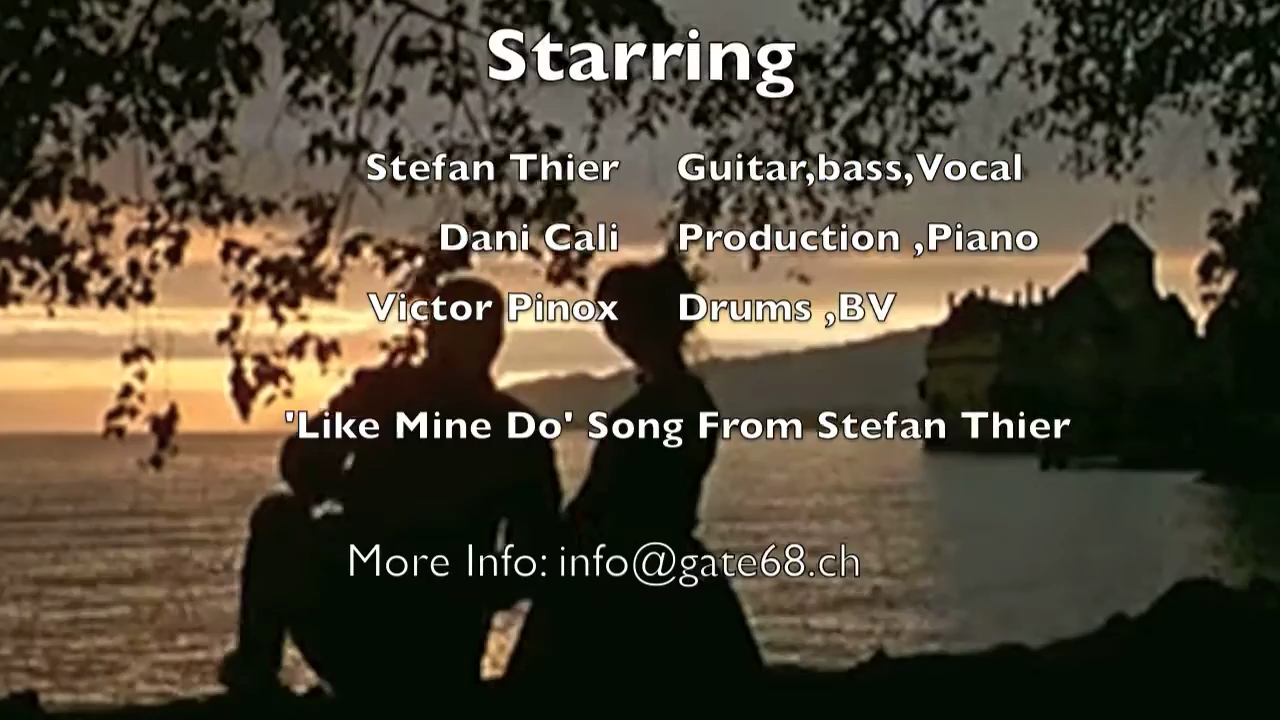 Starring
Stefan Thier Guitar,bass,Vocal
Dani Cali Production ,Piano
Victor Pinox Drums ,BV
'Like Mine Do' Song From Stefan Thier
More Info: info@gate68.ch